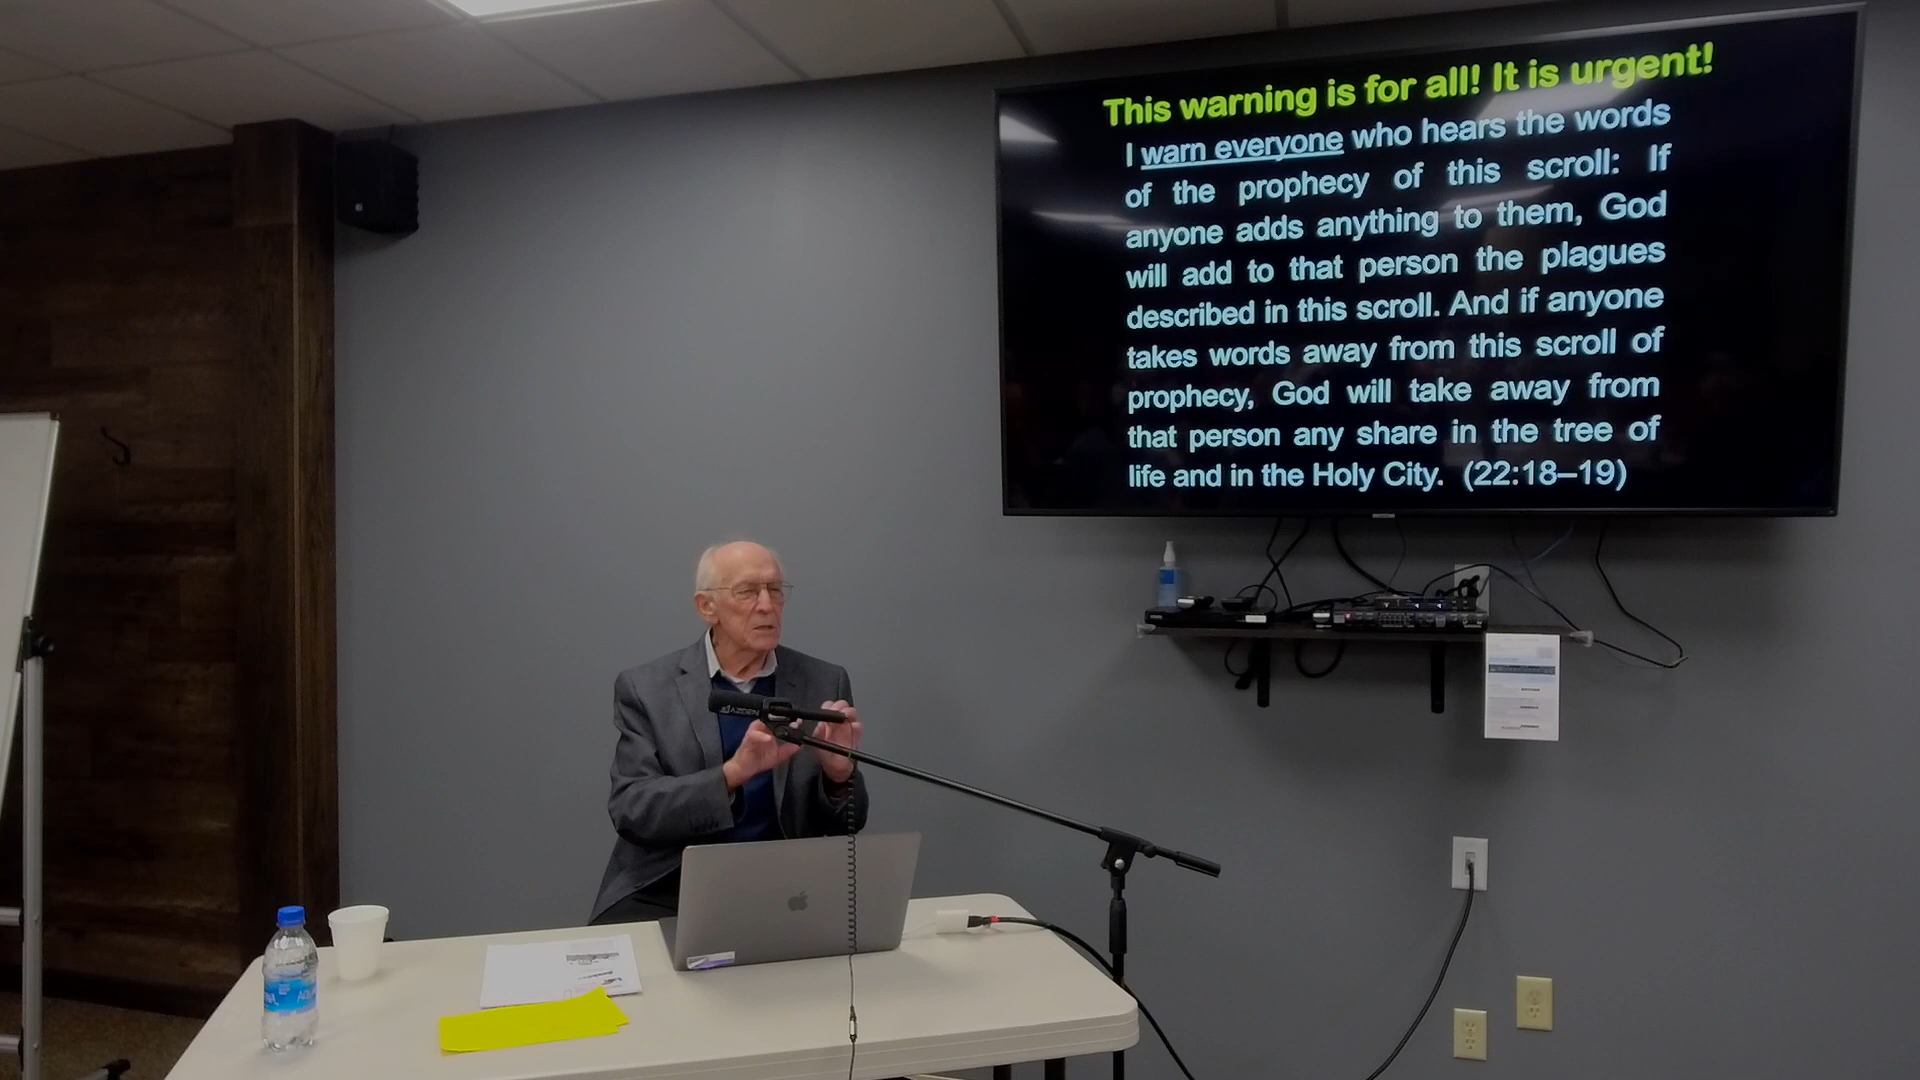 This warning is for all! It is urgent!
I warn everyone who hears the words
of the prophecy of this scroll: If
anyone adds anything to them, God
will add to that person the plagues
described in this scroll. And if anyone
takes words away from this scroll of
prophecy, God will take away from
that person any share in the tree of
life and in the Holy City. (22:18–19)
AZDEN